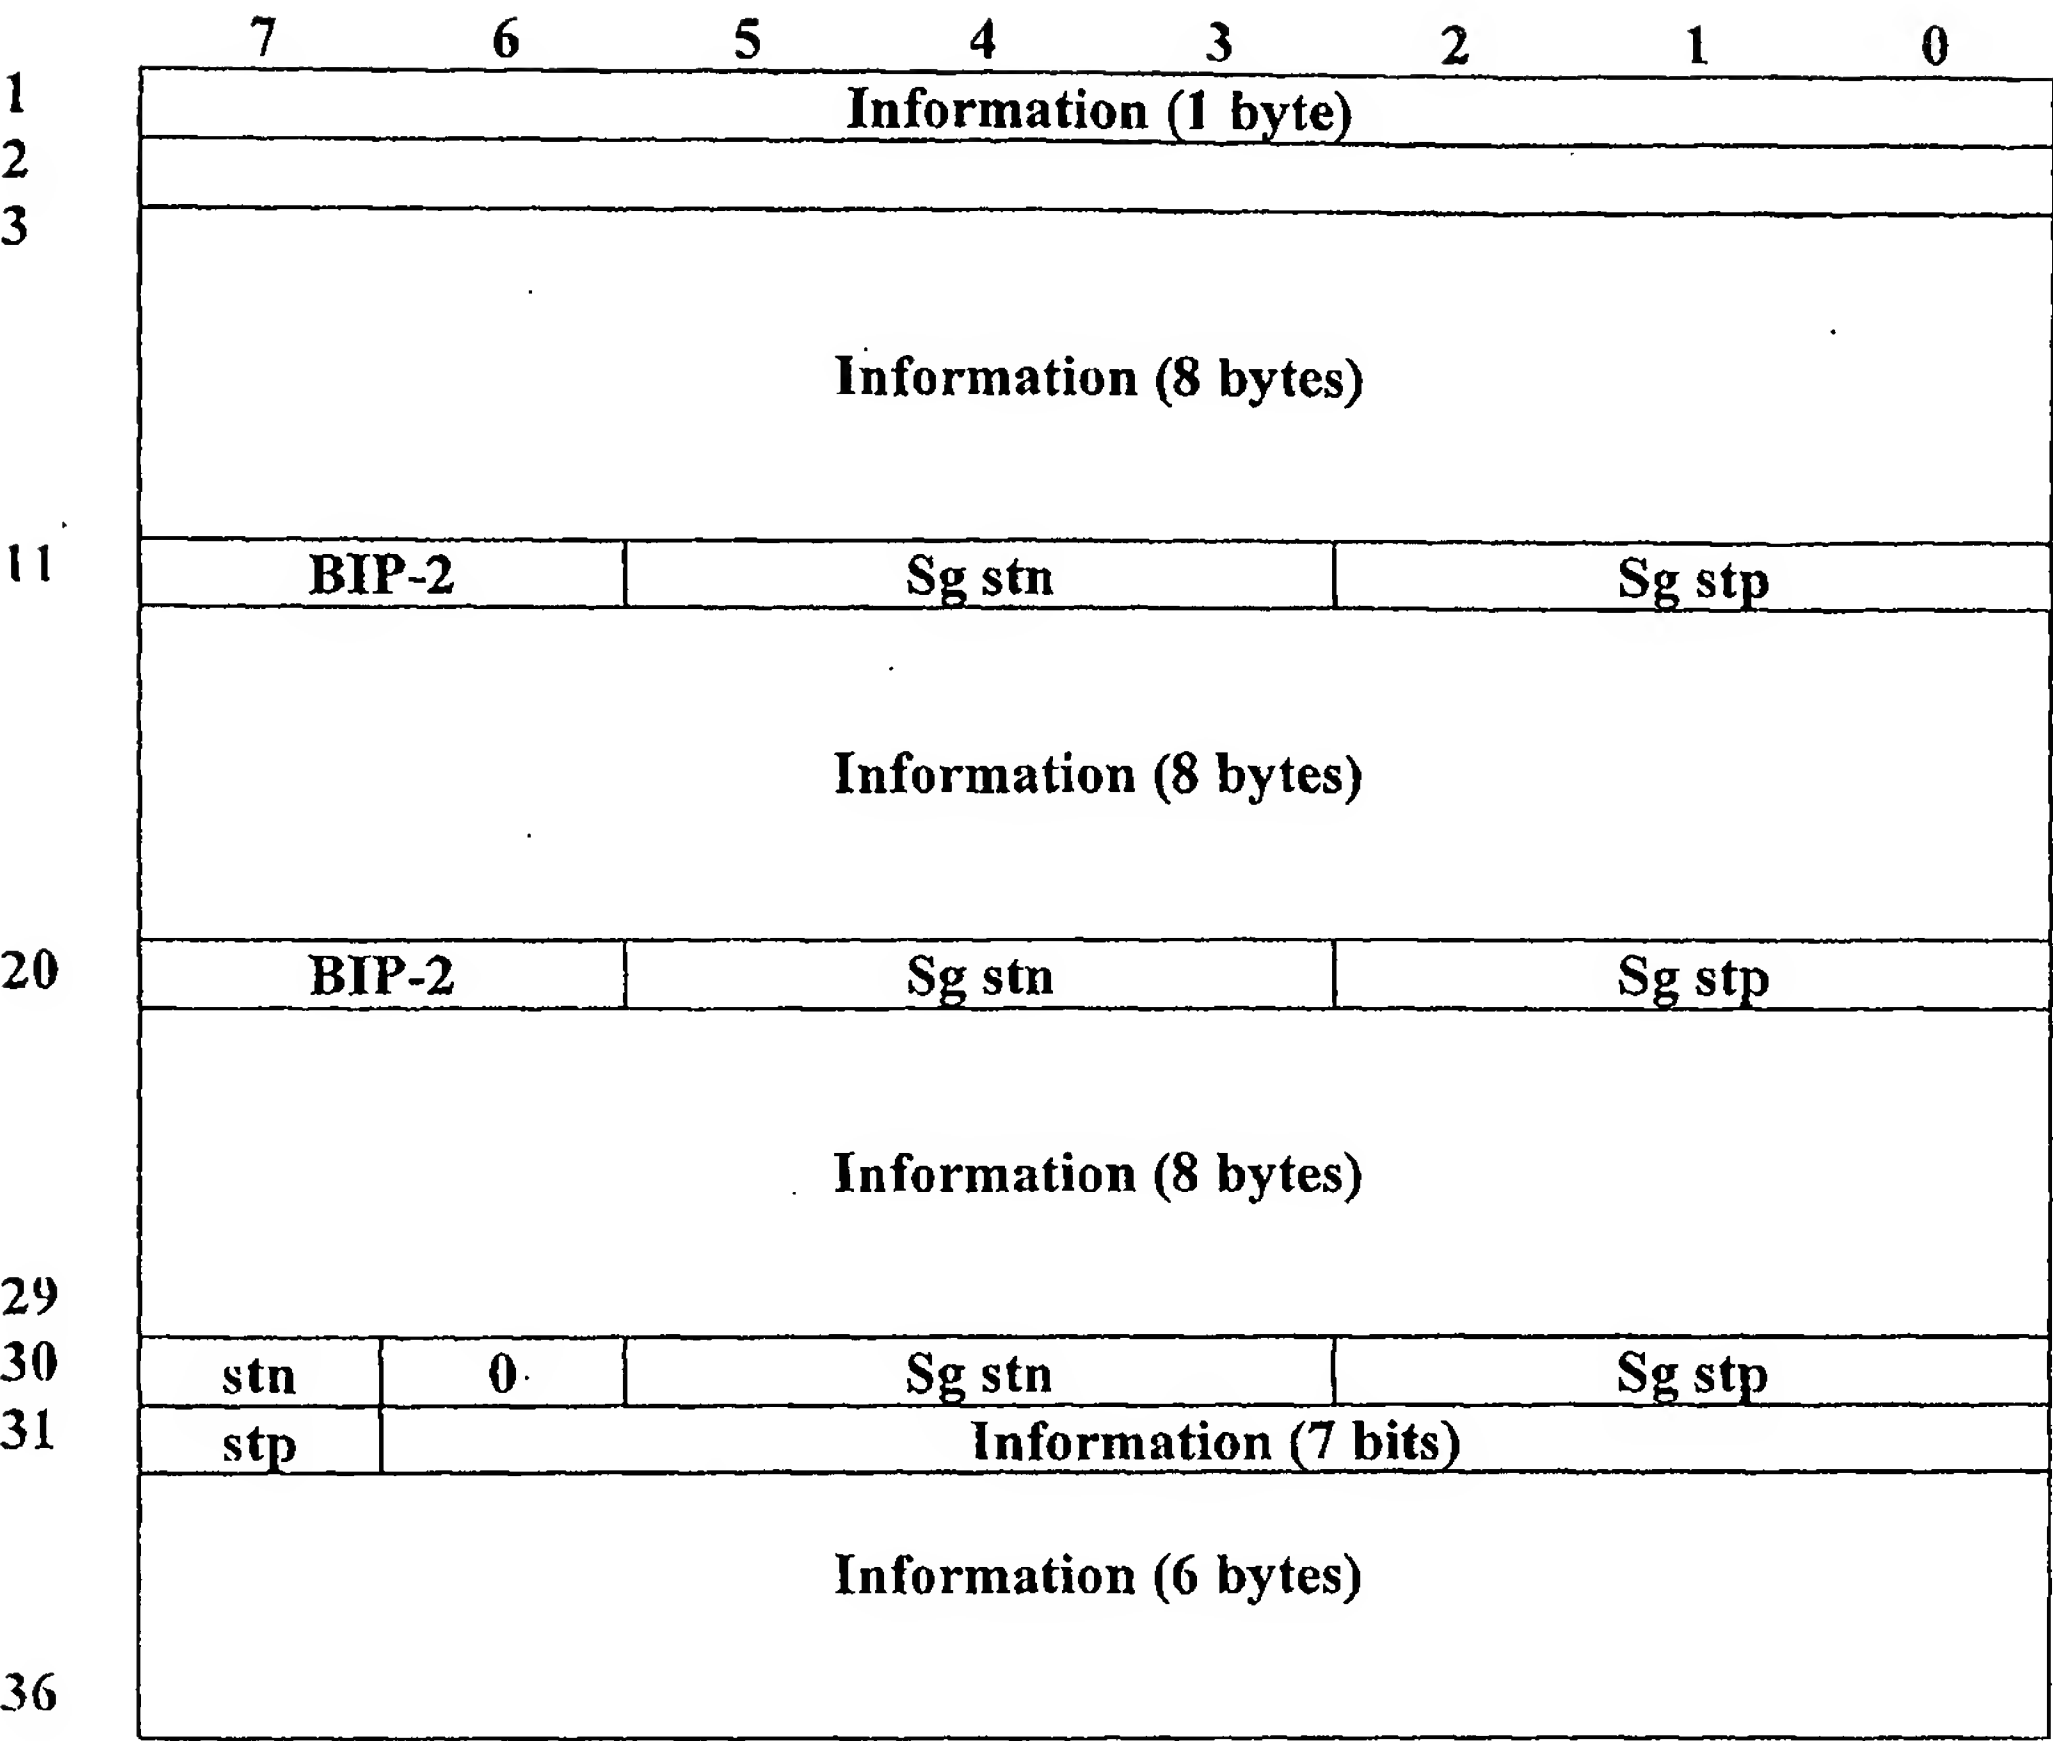 7 6 5 4 3 2 1 0
1 Information (1 byte)
2
3
Information (8 bytes)
11 BIP-2 Sg stn Sg stp
Information (8 bytes)
20 BIP-2 Sg stn Sg stp
Information (8 bytes)
29
30 stn 0 Sg stn Sg stp
31 stp Information (7 bits)
Information (6 bytes)
36